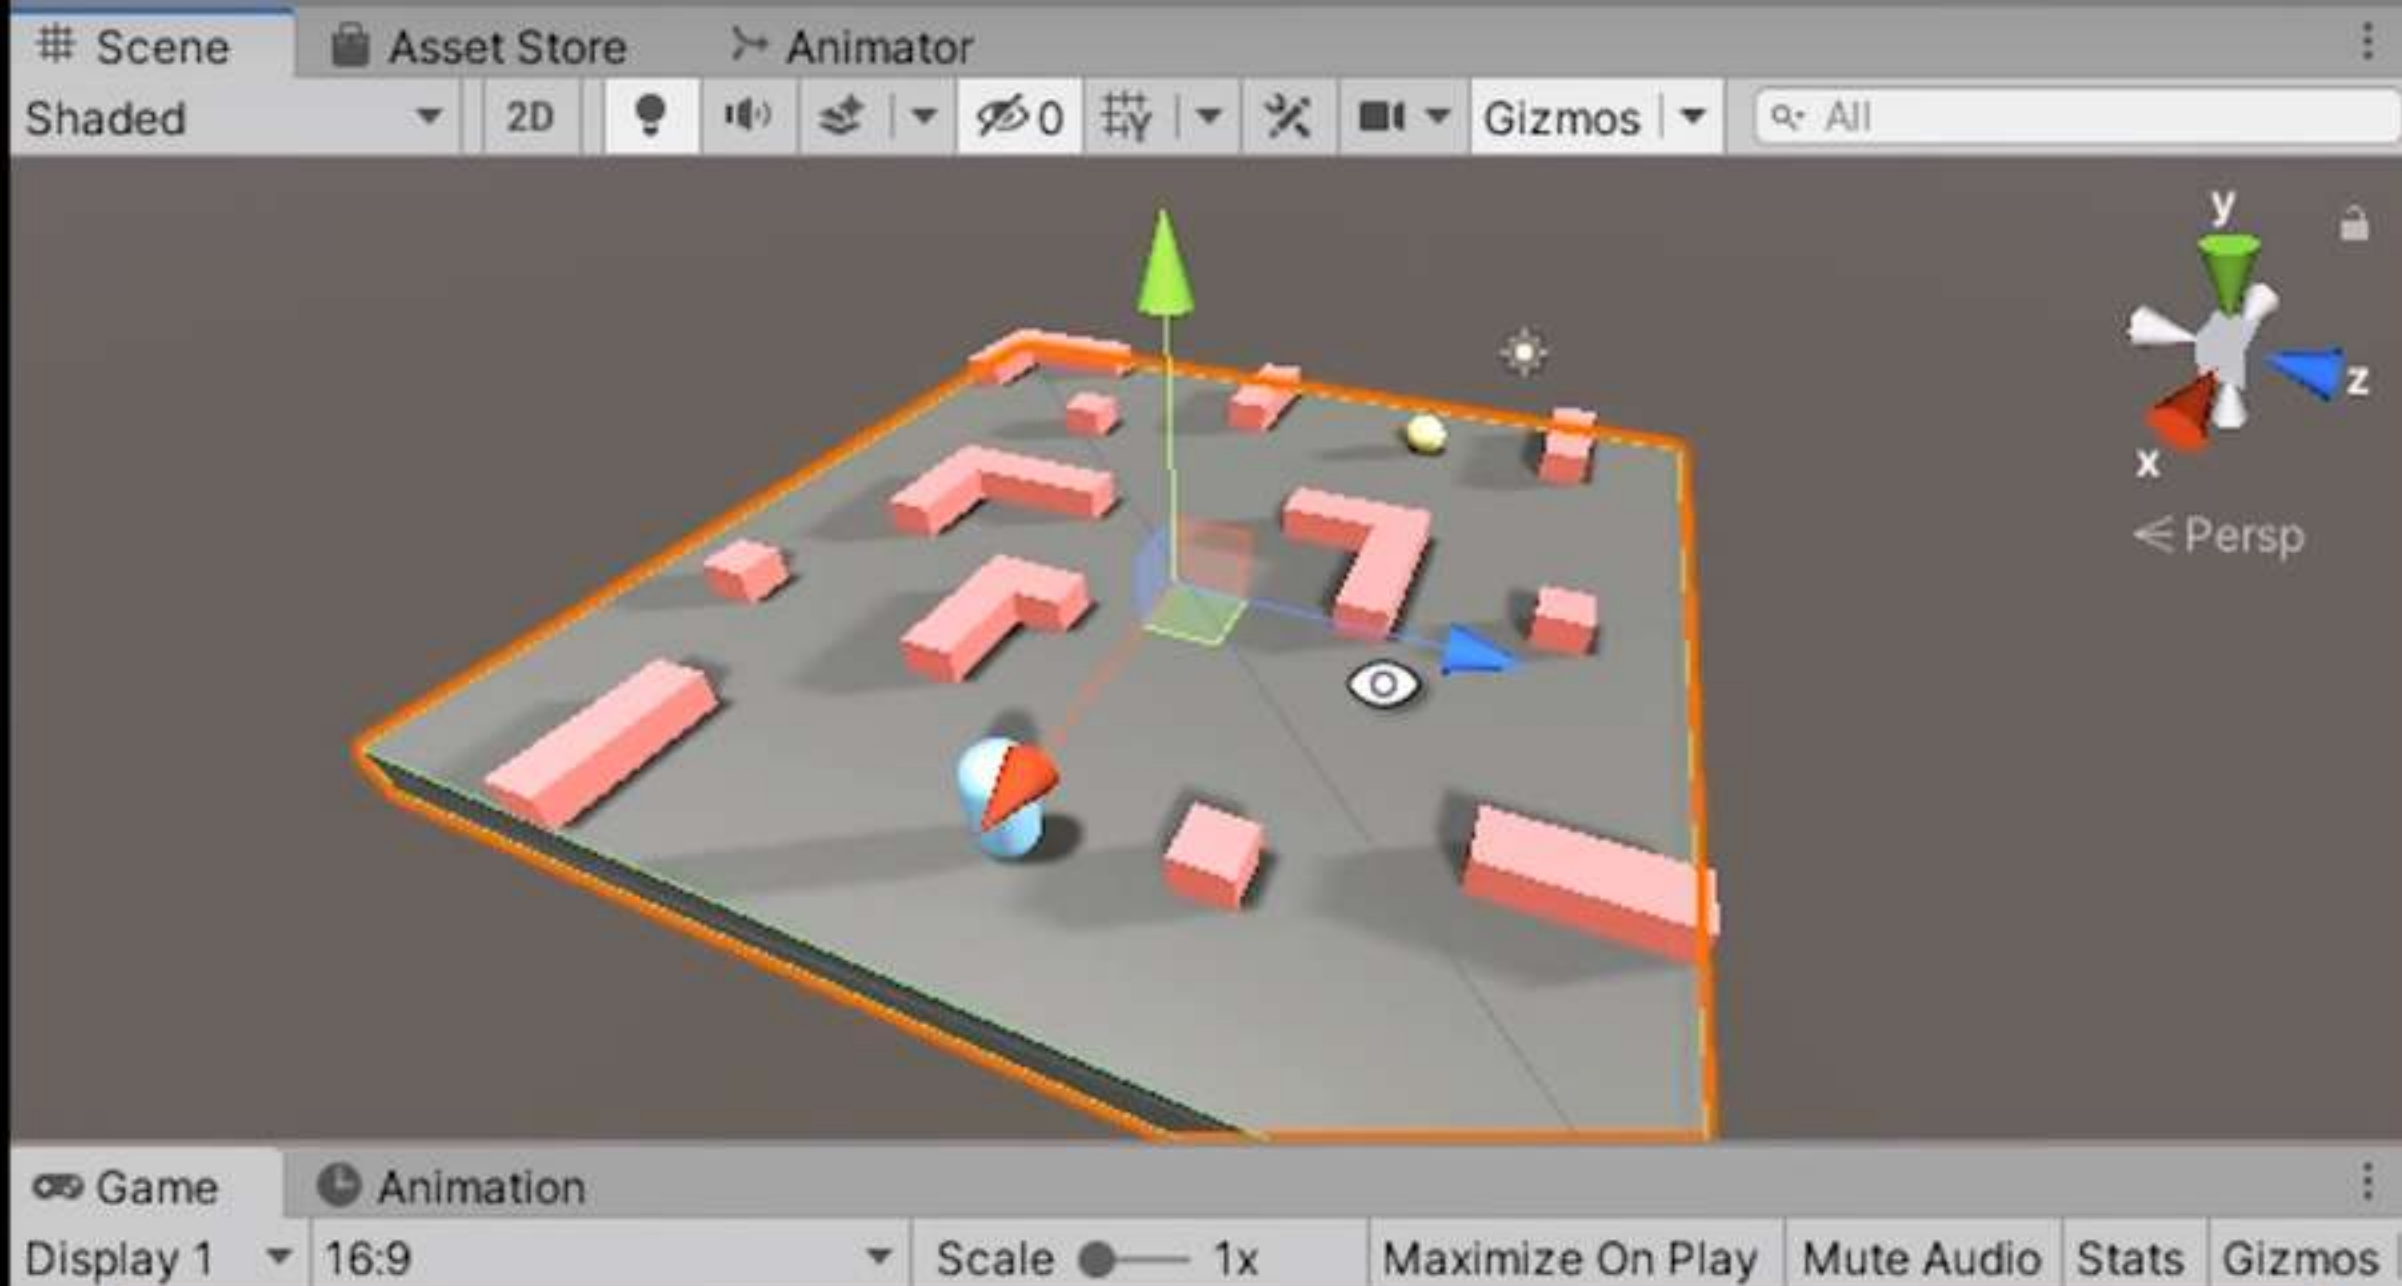 Scene Asset Store Animator
Shaded 2D 0 Gizmos All
y
z
x
Persp
Game Animation
Display 1 16:9 Scale 1x Maximize On Play Mute Audio Stats Gizmos